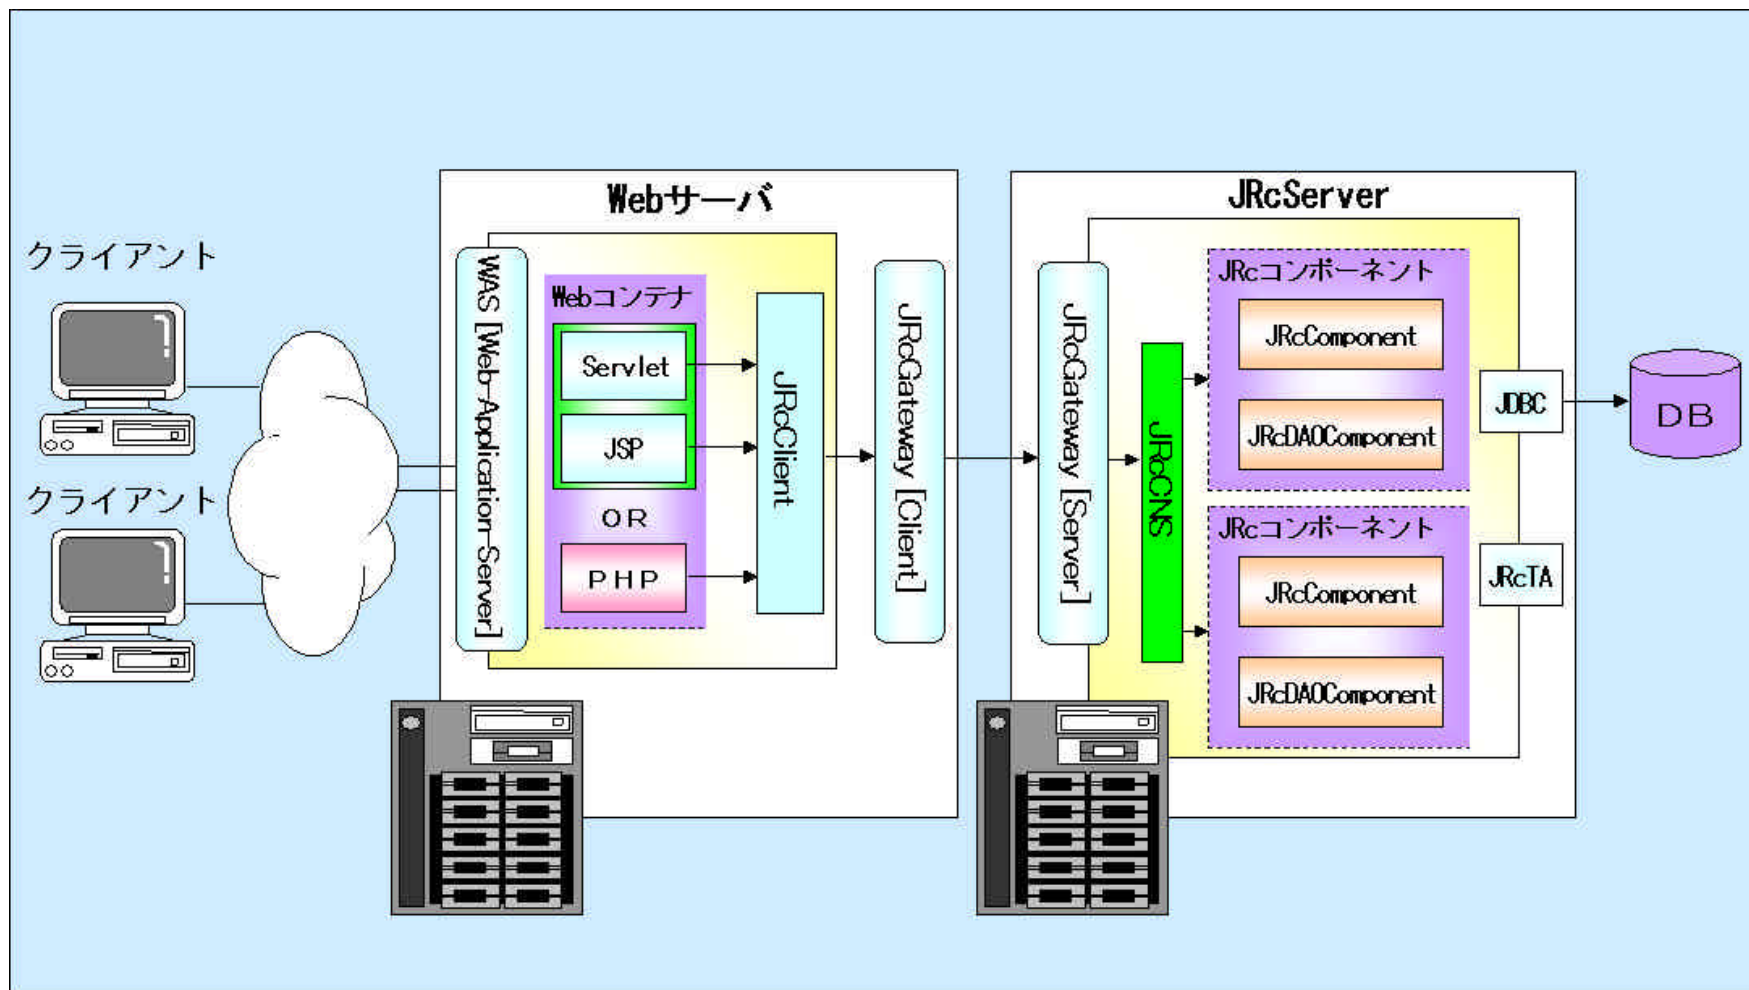 クライアント
クライアント
Webサーバ
WAS [Web-Application-Server]
Webコンテナ
Servlet
JSP
OR
PHP
JRcClient
JRcGateway [Client]
JRcServer
JRcGateway [Server]
JRcCNS
JRcコンポーネント
JRcComponent
JRcDAOComponent
JRcコンポーネント
JRcComponent
JRcDAOComponent
JDBC
JRcTA
DB